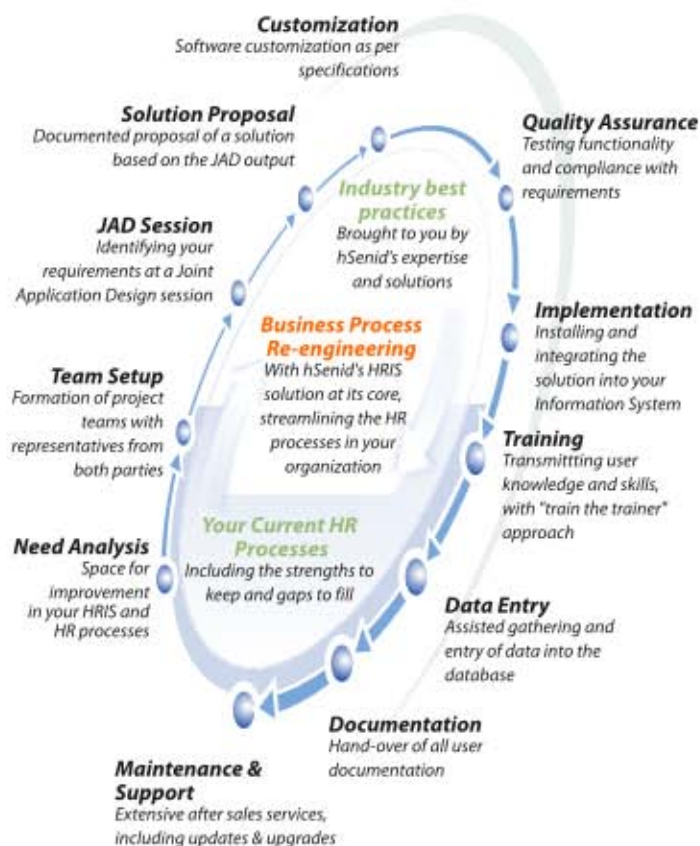 Customization
Software customization as per
specifications
Solution Proposal
Documented proposal of a solution
based on the JAD output
Quality Assurance
Testing functionality
and compliance with
requirements
Industry best
practices
Brought to you by
hSenid's expertise
and solutions
JAD Session
Identifying your
requirements at a Joint
Application Design session
Business Process
Re-engineering
With hSenid's HRIS
solution at its core,
streamlining the HR
processes in your
organization
Implementation
Installing and
integrating the
solution into your
Information System
Team Setup
Formation of project
teams with
representatives from
both parties
Training
Transmittting user
knowledge and skills,
with "train the trainer"
approach
Your Current HR
Processes
Including the strengths to
keep and gaps to fill
Need Analysis
Space for
improvement
in your HRIS and
HR processes
Data Entry
Assisted gathering and
entry of data into the
database
Documentation
Hand-over of all user
documentation
Maintenance &
Support
Extensive after sales services,
including updates & upgrades